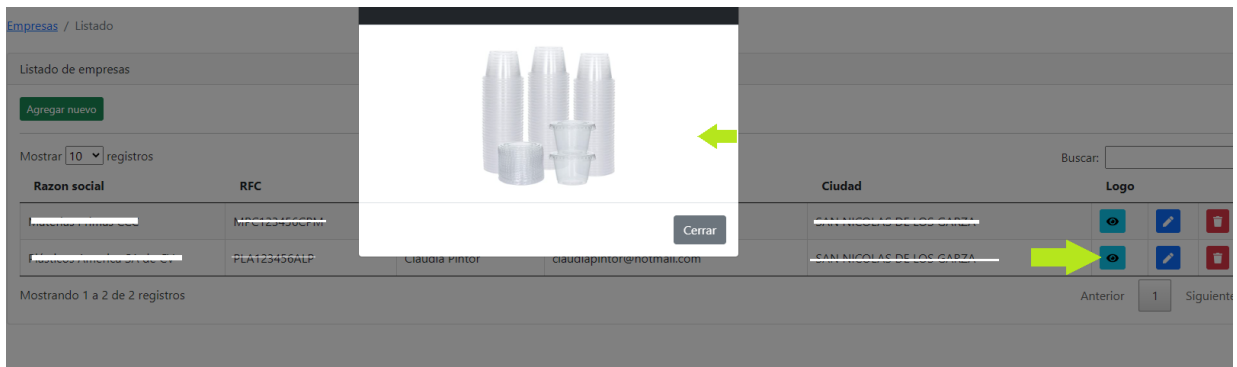 Empresas / Listado
Listado de empresas
Agregar nuevo
Mostrar 10 registros
Buscar:
Razon social RFC Ciudad Logo
Cerrar
Claudia Pintor claudiapintor@hotmail.com
Mostrando 1 a 2 de 2 registros
Anterior 1 Siguiente